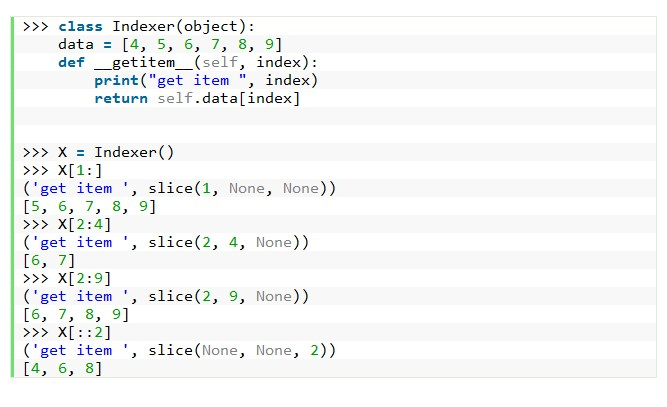 >>> class Indexer(object):
    data = [4, 5, 6, 7, 8, 9]
    def __getitem__(self, index):
        print("get item ", index)
        return self.data[index]
>>> X = Indexer()
>>> X[1:]
('get item ', slice(1, None, None))
[5, 6, 7, 8, 9]
>>> X[2:4]
('get item ', slice(2, 4, None))
[6, 7]
>>> X[2:9]
('get item ', slice(2, 9, None))
[6, 7, 8, 9]
>>> X[::2]
('get item ', slice(None, None, 2))
[4, 6, 8]